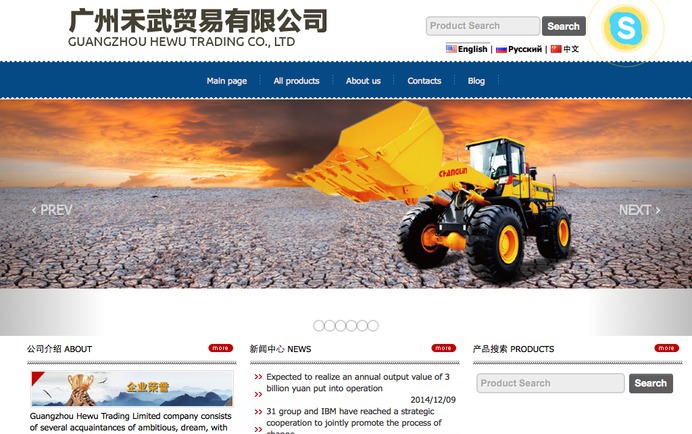 广州禾武贸易有限公司
GUANGZHOU HEWU TRADING CO., LTD
Product Search
Search
S
English | Русский | 中文
Main page
All products
About us
Contacts
Blog
CHANGLIN
‹ PREV
NEXT ›
公司介绍 ABOUT
more
新闻中心 NEWS
more
产品搜索 PRODUCTS
more
企业荣誉
Guangzhou Hewu Trading Limited company consists
of several acquaintances of ambitious, dream, with
Expected to realize an annual output value of 3
billion yuan put into operation
2014/12/09
31 group and IBM have reached a strategic
cooperation to jointly promote the process of
change
Product Search
Search